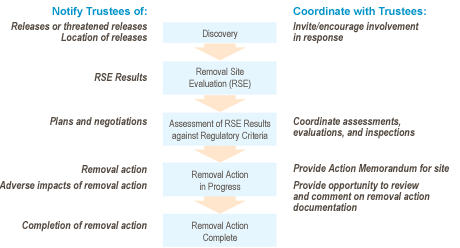 Notify Trustees of:
Coordinate with Trustees:
Releases or threatened releases
Location of releases
Discovery
Invite/encourage involvement
in response
RSE Results
Removal Site
Evaluation (RSE)
Plans and negotiations
Assessment of RSE Results
against Regulatory Criteria
Coordinate assessments,
evaluations, and inspections
Removal action
Adverse impacts of removal action
Removal Action
in Progress
Provide Action Memorandum for site
Provide opportunity to review
and comment on removal action
documentation
Completion of removal action
Removal Action
Complete